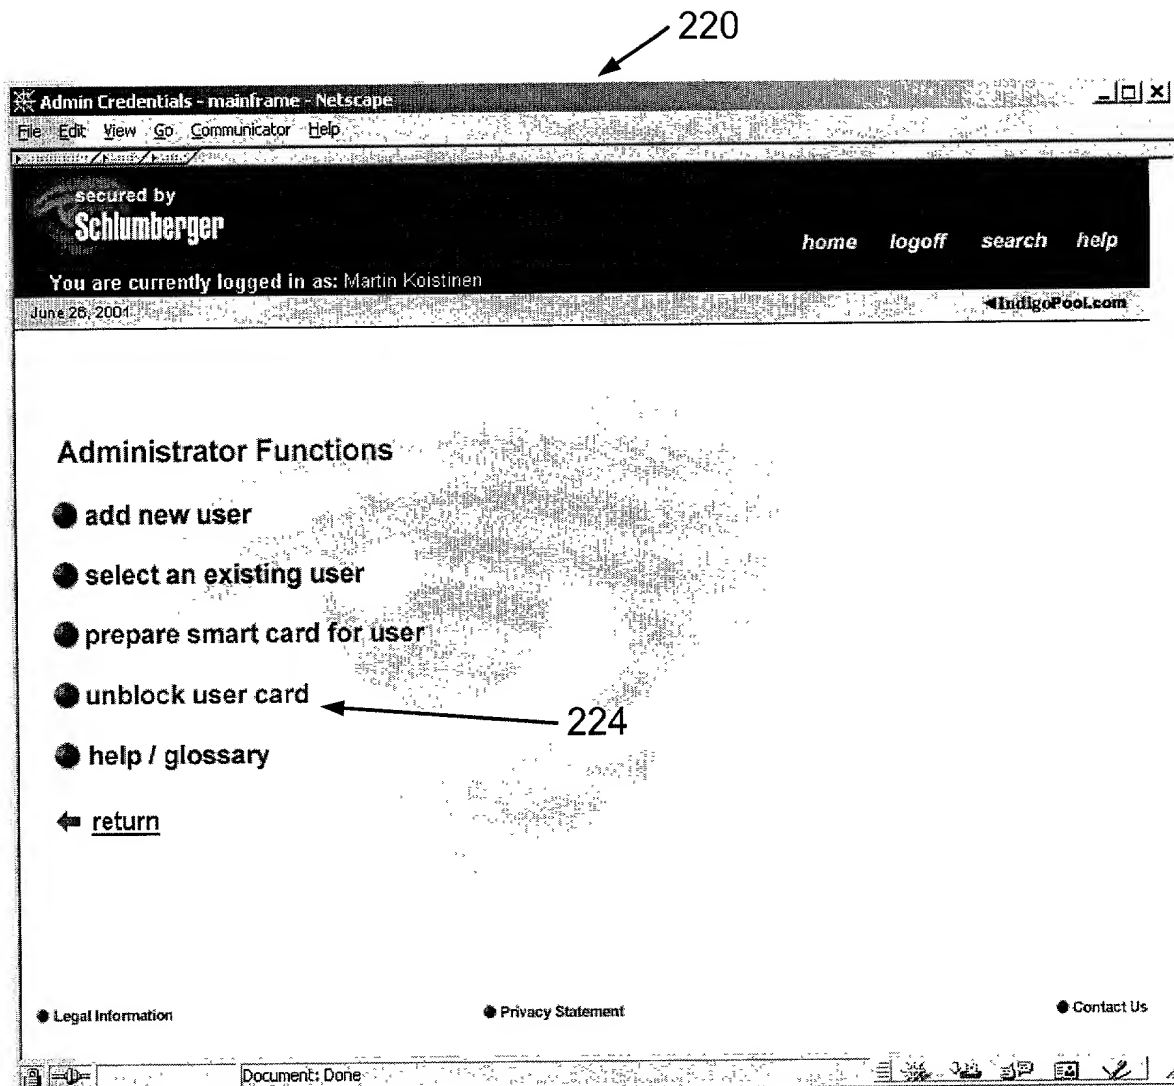 220
Admin Credentials - mainframe - Netscape
File Edit View Go Communicator Help
secured by
Schlumberger
home logoff search help
You are currently logged in as: Martin Koistinen
June 26, 2001
IndigoPool.com
Administrator Functions
add new user
select an existing user
prepare smart card for user
unblock user card
224
help / glossary
return
Legal Information
Privacy Statement
Contact Us
Document: Done